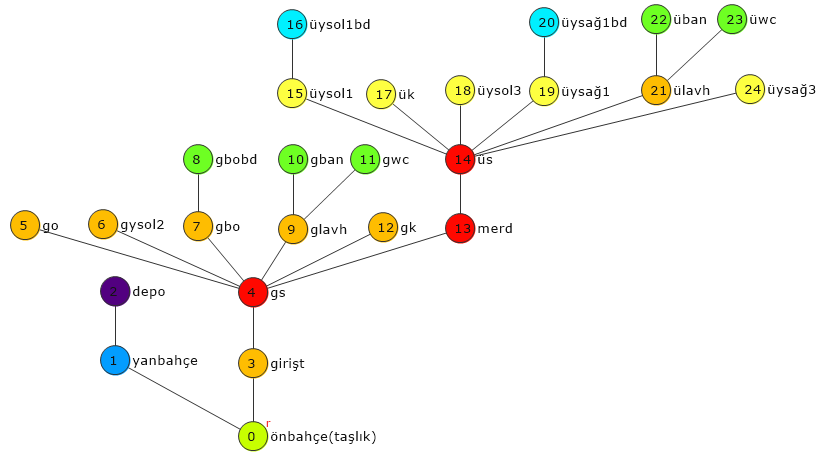 16 üysol1bd
20 üysağ1bd
22 üban
23 üwc
15 üysol1
17 ük
18 üysol3
19 üysağ1
21 ülavh
24 üysağ3
8 gbobd
10 gban
11 gwc
14 üs
5 go
6 gysol2
7 gbo
9 glavh
12 gk
13 merd
2 depo
4 gs
1 yanbahçe
3 girişt
r
0 önbahçe(taşlık)